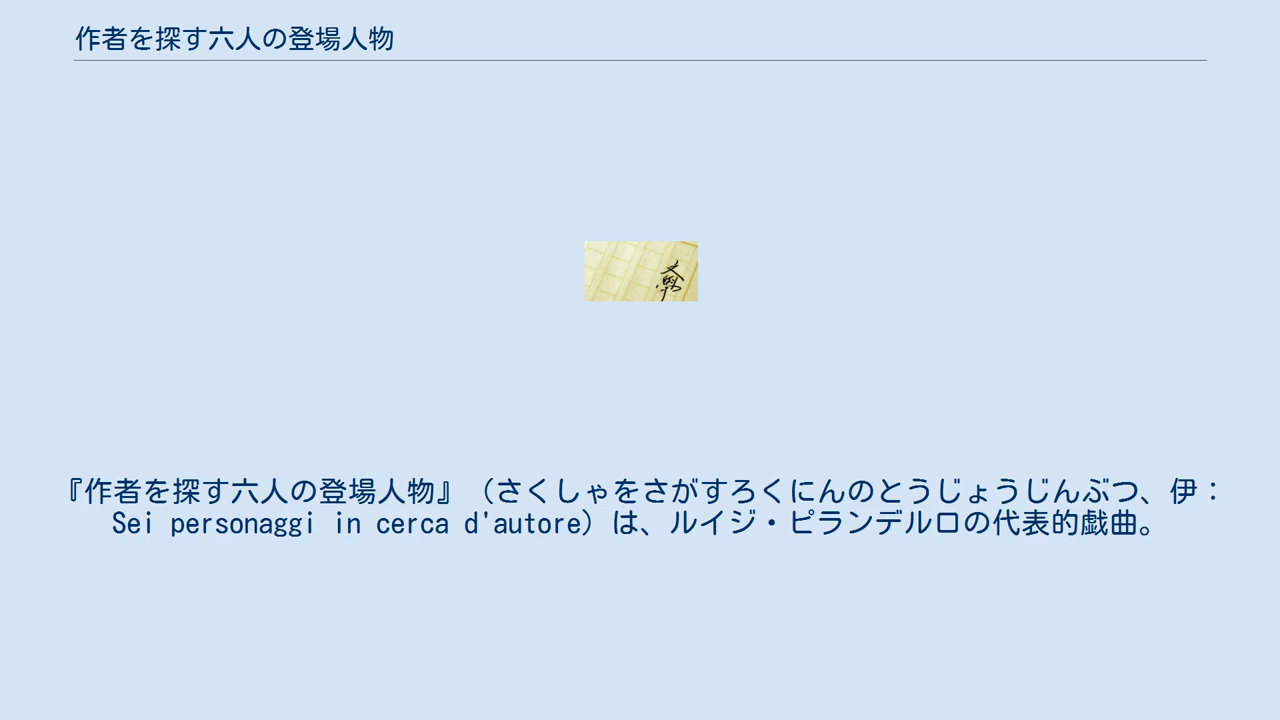 作者を探す六人の登場人物
『作者を探す六人の登場人物』（さくしゃをさがすろくにんのとうじょうじんぶつ、伊：
Sei personaggi in cerca d'autore）は、ルイジ・ピランデルロの代表的戯曲。